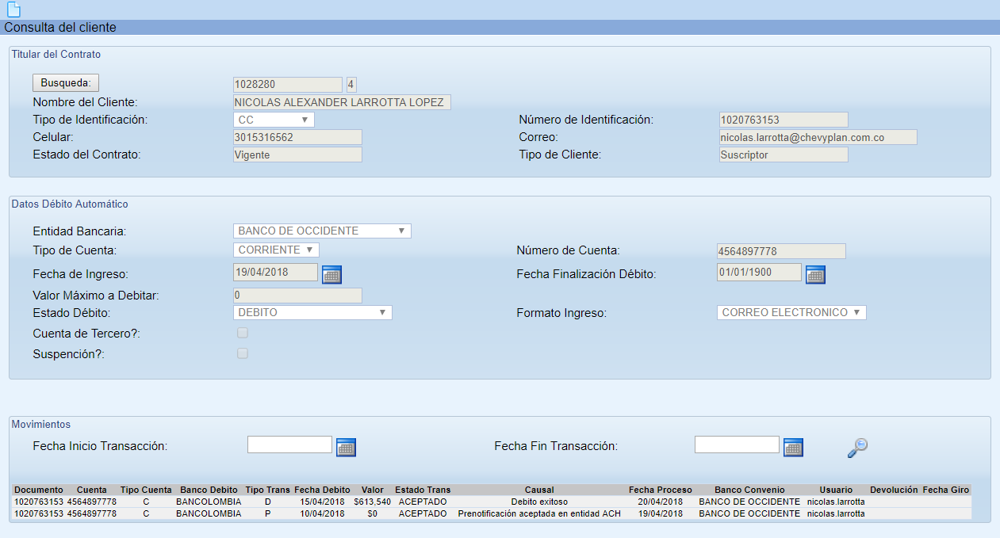 Consulta del cliente
Titular del Contrato
Busqueda: 1028280 4
Nombre del Cliente: NICOLAS ALEXANDER LARROTTA LOPEZ
Tipo de Identificación: CC Número de Identificación: 1020763153
Celular: 3015316562 Correo: nicolas.larrotta@chevyplan.com.co
Estado del Contrato: Vigente Tipo de Cliente: Suscriptor
Datos Débito Automático
Entidad Bancaria: BANCO DE OCCIDENTE
Tipo de Cuenta: CORRIENTE Número de Cuenta: 4564897778
Fecha de Ingreso: 19/04/2018 Fecha Finalización Débito: 01/01/1900
Valor Máximo a Debitar: 0
Estado Débito: DEBITO Formato Ingreso: CORREO ELECTRONICO
Cuenta de Tercero?:
Suspención?:
Movimientos
Fecha Inicio Transacción: Fecha Fin Transacción:
Documento Cuenta Tipo Cuenta Banco Debito Tipo Trans Fecha Debito Valor Estado Trans Causal Fecha Proceso Banco Convenio Usuario Devolución Fecha Giro
1020763153 4564897778 C BANCOLOMBIA D 15/04/2018 $613,540 ACEPTADO Debito exitoso 20/04/2018 BANCO DE OCCIDENTE nicolas.larrotta
1020763153 4564897778 C BANCOLOMBIA P 10/04/2018 $0 ACEPTADO Prenotificación aceptada en entidad ACH 19/04/2018 BANCO DE OCCIDENTE nicolas.larrotta